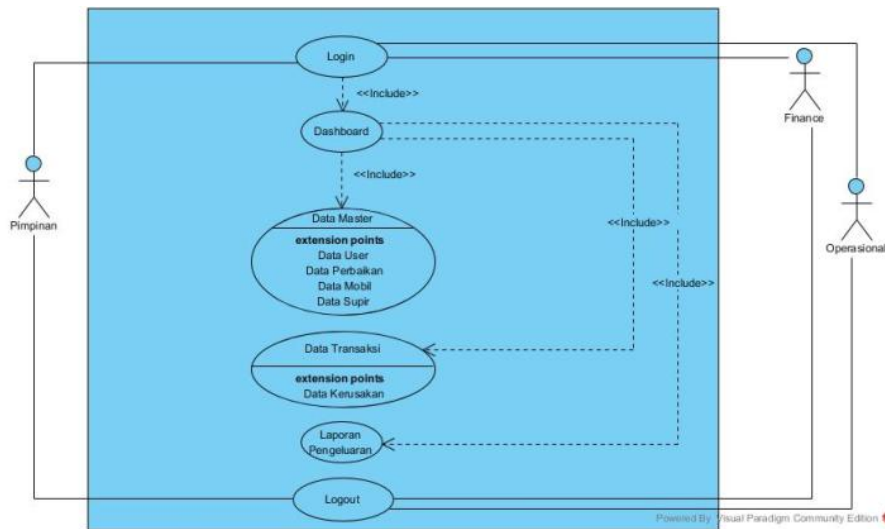 Login
<<Include>>
Finance
Dashboard
<<Include>>
Data Master
extension points
Data User
Data Perbaikan
Data Mobil
Data Supir
Pimpinan
<<Include>>
Operasional
<<Include>>
Data Transaksi
extension points
Data Kerusakan
Laporan
Pengeluaran
Logout
Powered By Visual Paradigm Community Edition